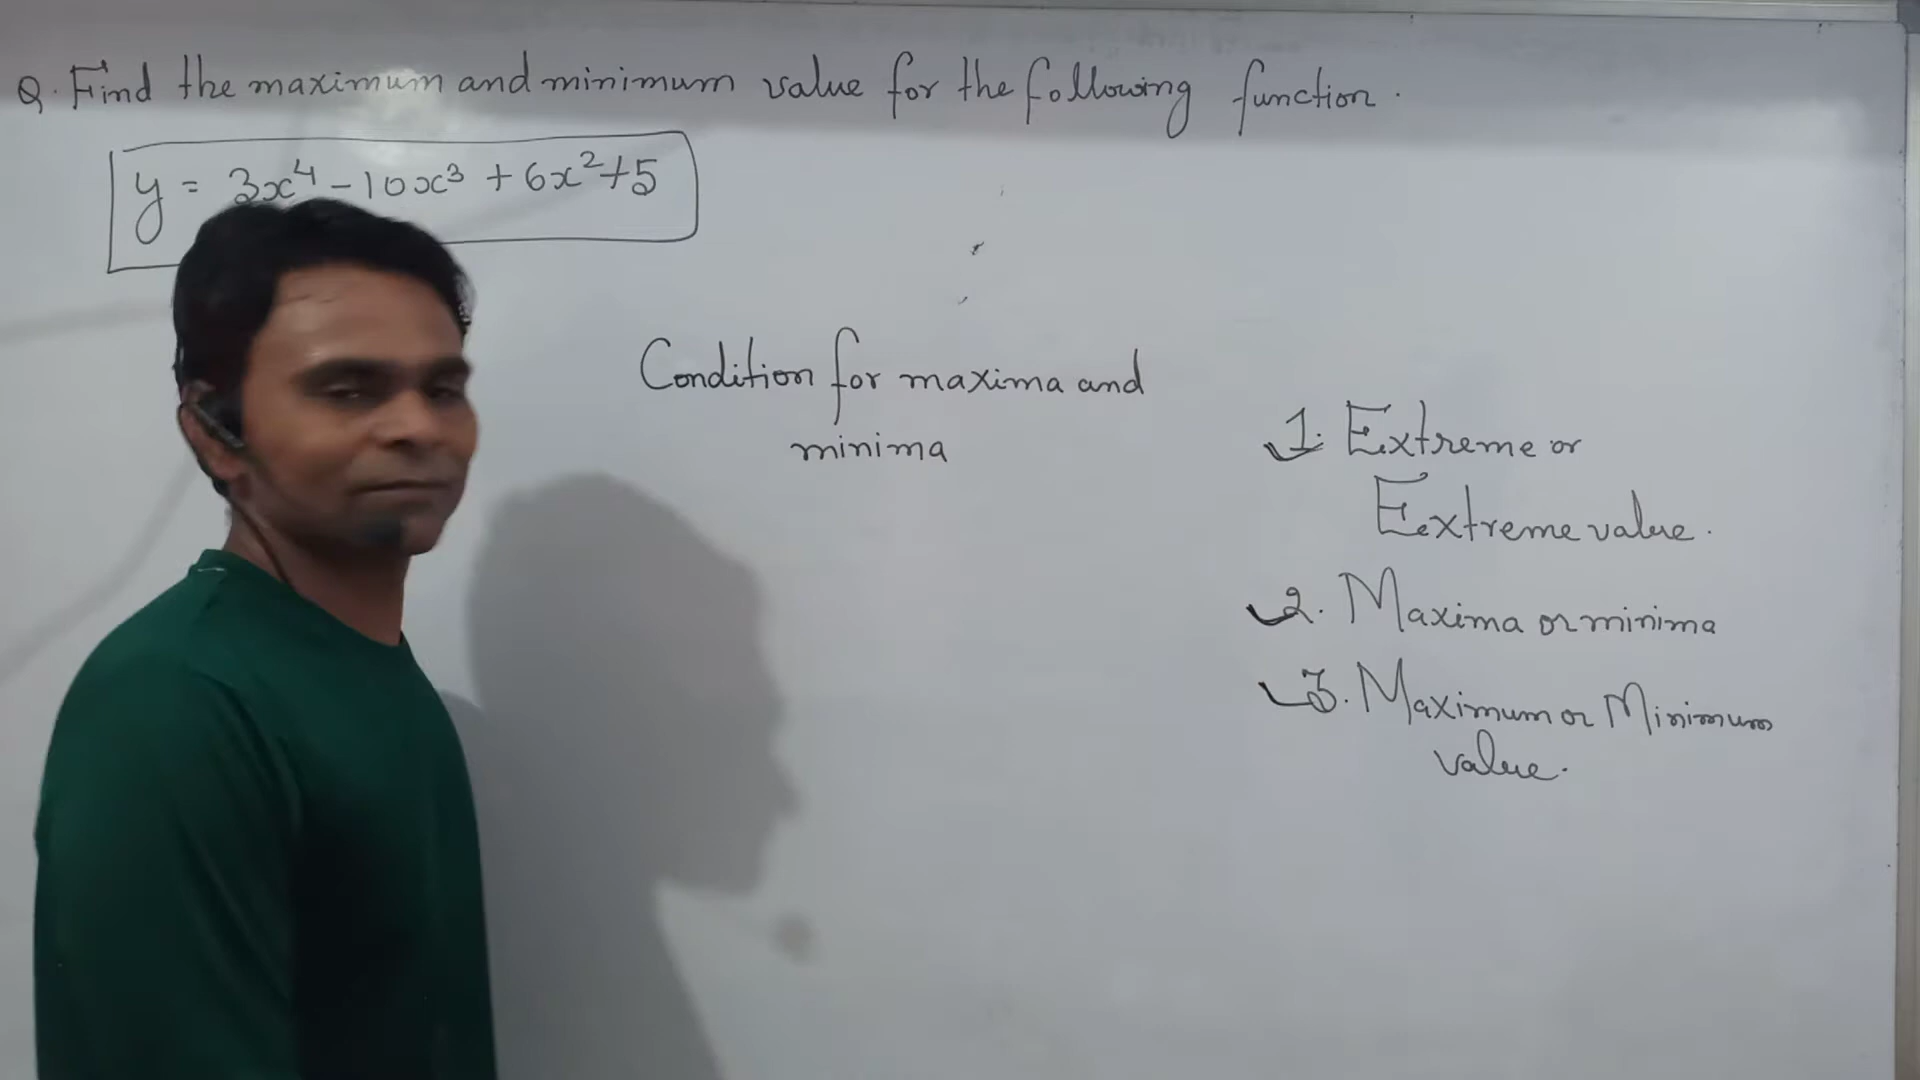 Q. Find the maximum and minimum value for the following function.
y = 3x⁴ - 10x³ + 6x² + 5
Condition for maxima and
minima
1. Extreme or
Extreme value.
2. Maxima or minima
3. Maximum or Minimum
value.